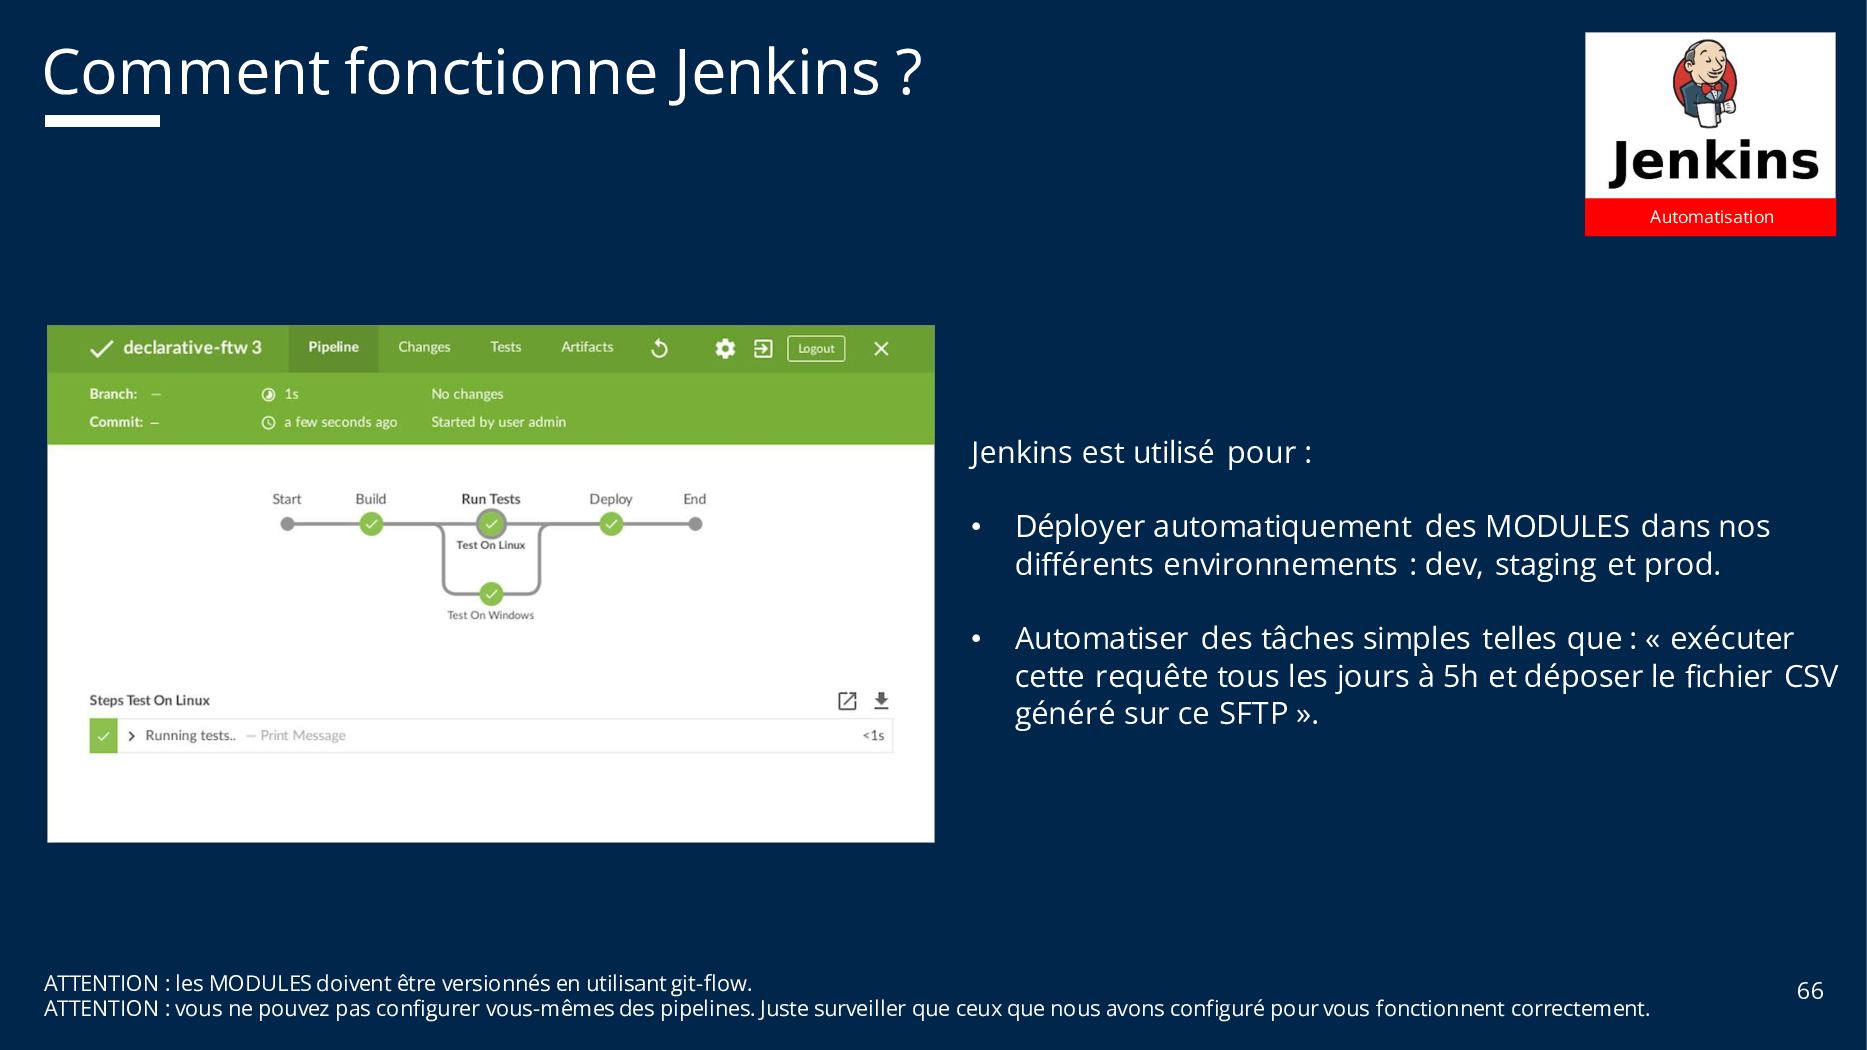 Comment fonctionne Jenkins ?
Jenkins
Automatisation
declarative-ftw 3 Pipeline Changes Tests Artifacts Logout
Branch: — 1s No changes
Commit: — a few seconds ago Started by user admin
Start Build Run Tests Deploy End
Test On Linux
Test On Windows
Steps Test On Linux
Running tests.. — Print Message <1s
Jenkins est utilisé pour :
• Déployer automatiquement des MODULES dans nos
différents environnements : dev, staging et prod.
• Automatiser des tâches simples telles que : « exécuter
cette requête tous les jours à 5h et déposer le fichier CSV
généré sur ce SFTP ».
ATTENTION : les MODULES doivent être versionnés en utilisant git-flow.
ATTENTION : vous ne pouvez pas configurer vous-mêmes des pipelines. Juste surveiller que ceux que nous avons configuré pour vous fonctionnent correctement.
66